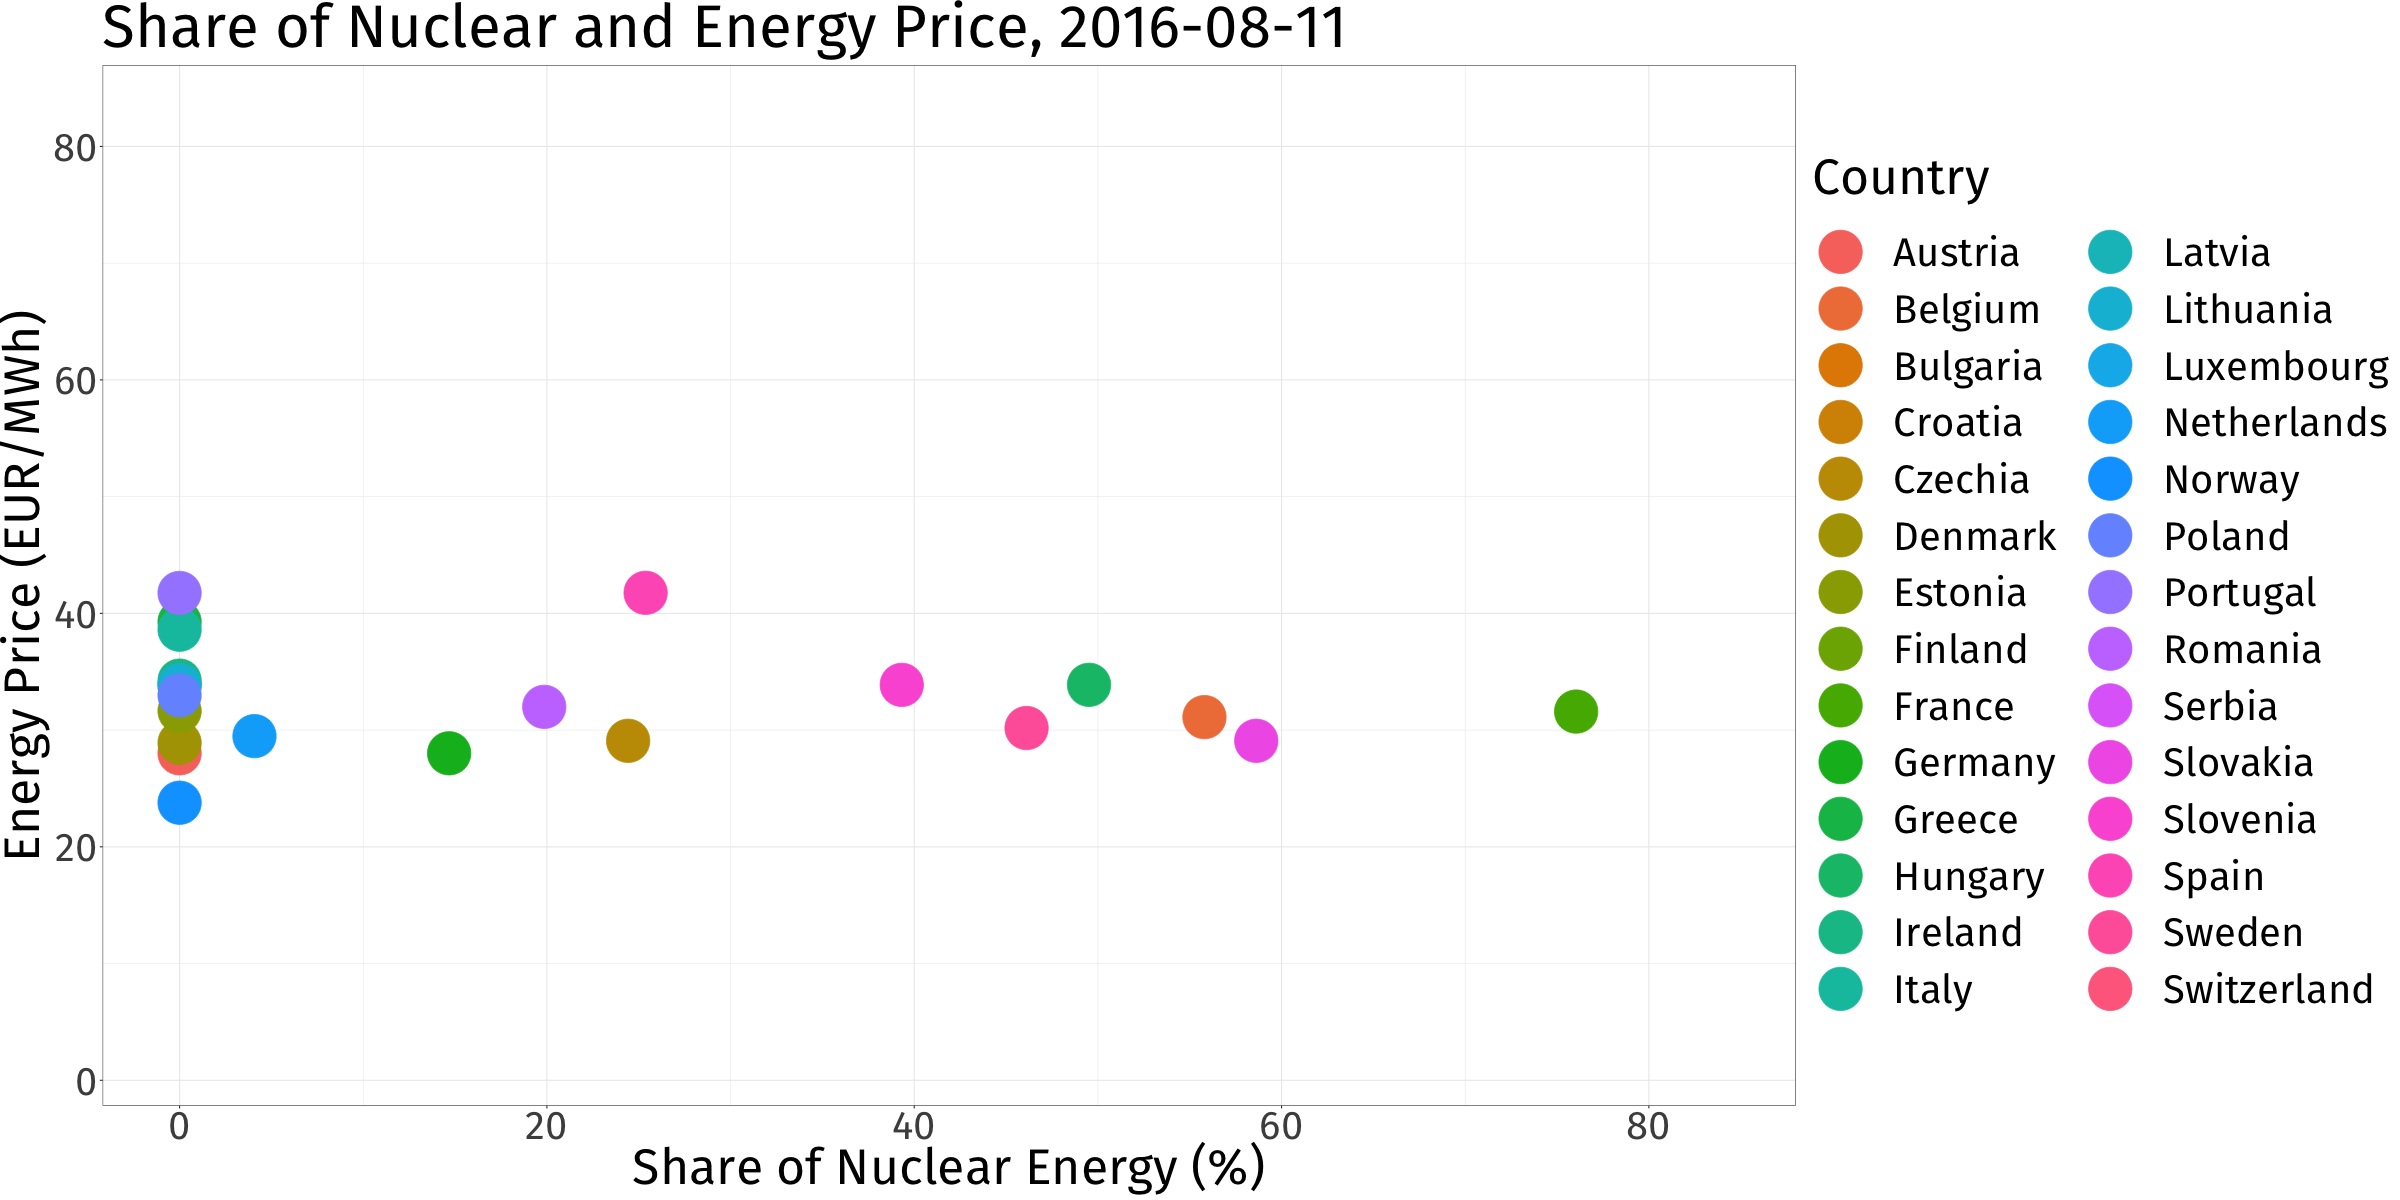 Share of Nuclear and Energy Price, 2016-08-11
Energy Price (EUR/MWh)
80
60
40
20
0
0 20 40 60 80
Share of Nuclear Energy (%)
Country
Austria
Belgium
Bulgaria
Croatia
Czechia
Denmark
Estonia
Finland
France
Germany
Greece
Hungary
Ireland
Italy
Latvia
Lithuania
Luxembourg
Netherlands
Norway
Poland
Portugal
Romania
Serbia
Slovakia
Slovenia
Spain
Sweden
Switzerland